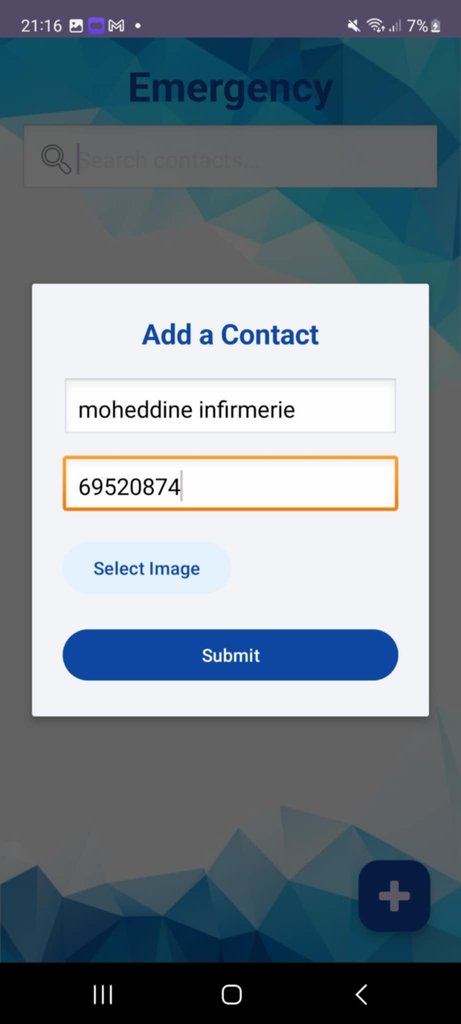 21:16
7%
Emergency
Search contacts...
Add a Contact
moheddine infirmerie
69520874
Select Image
Submit